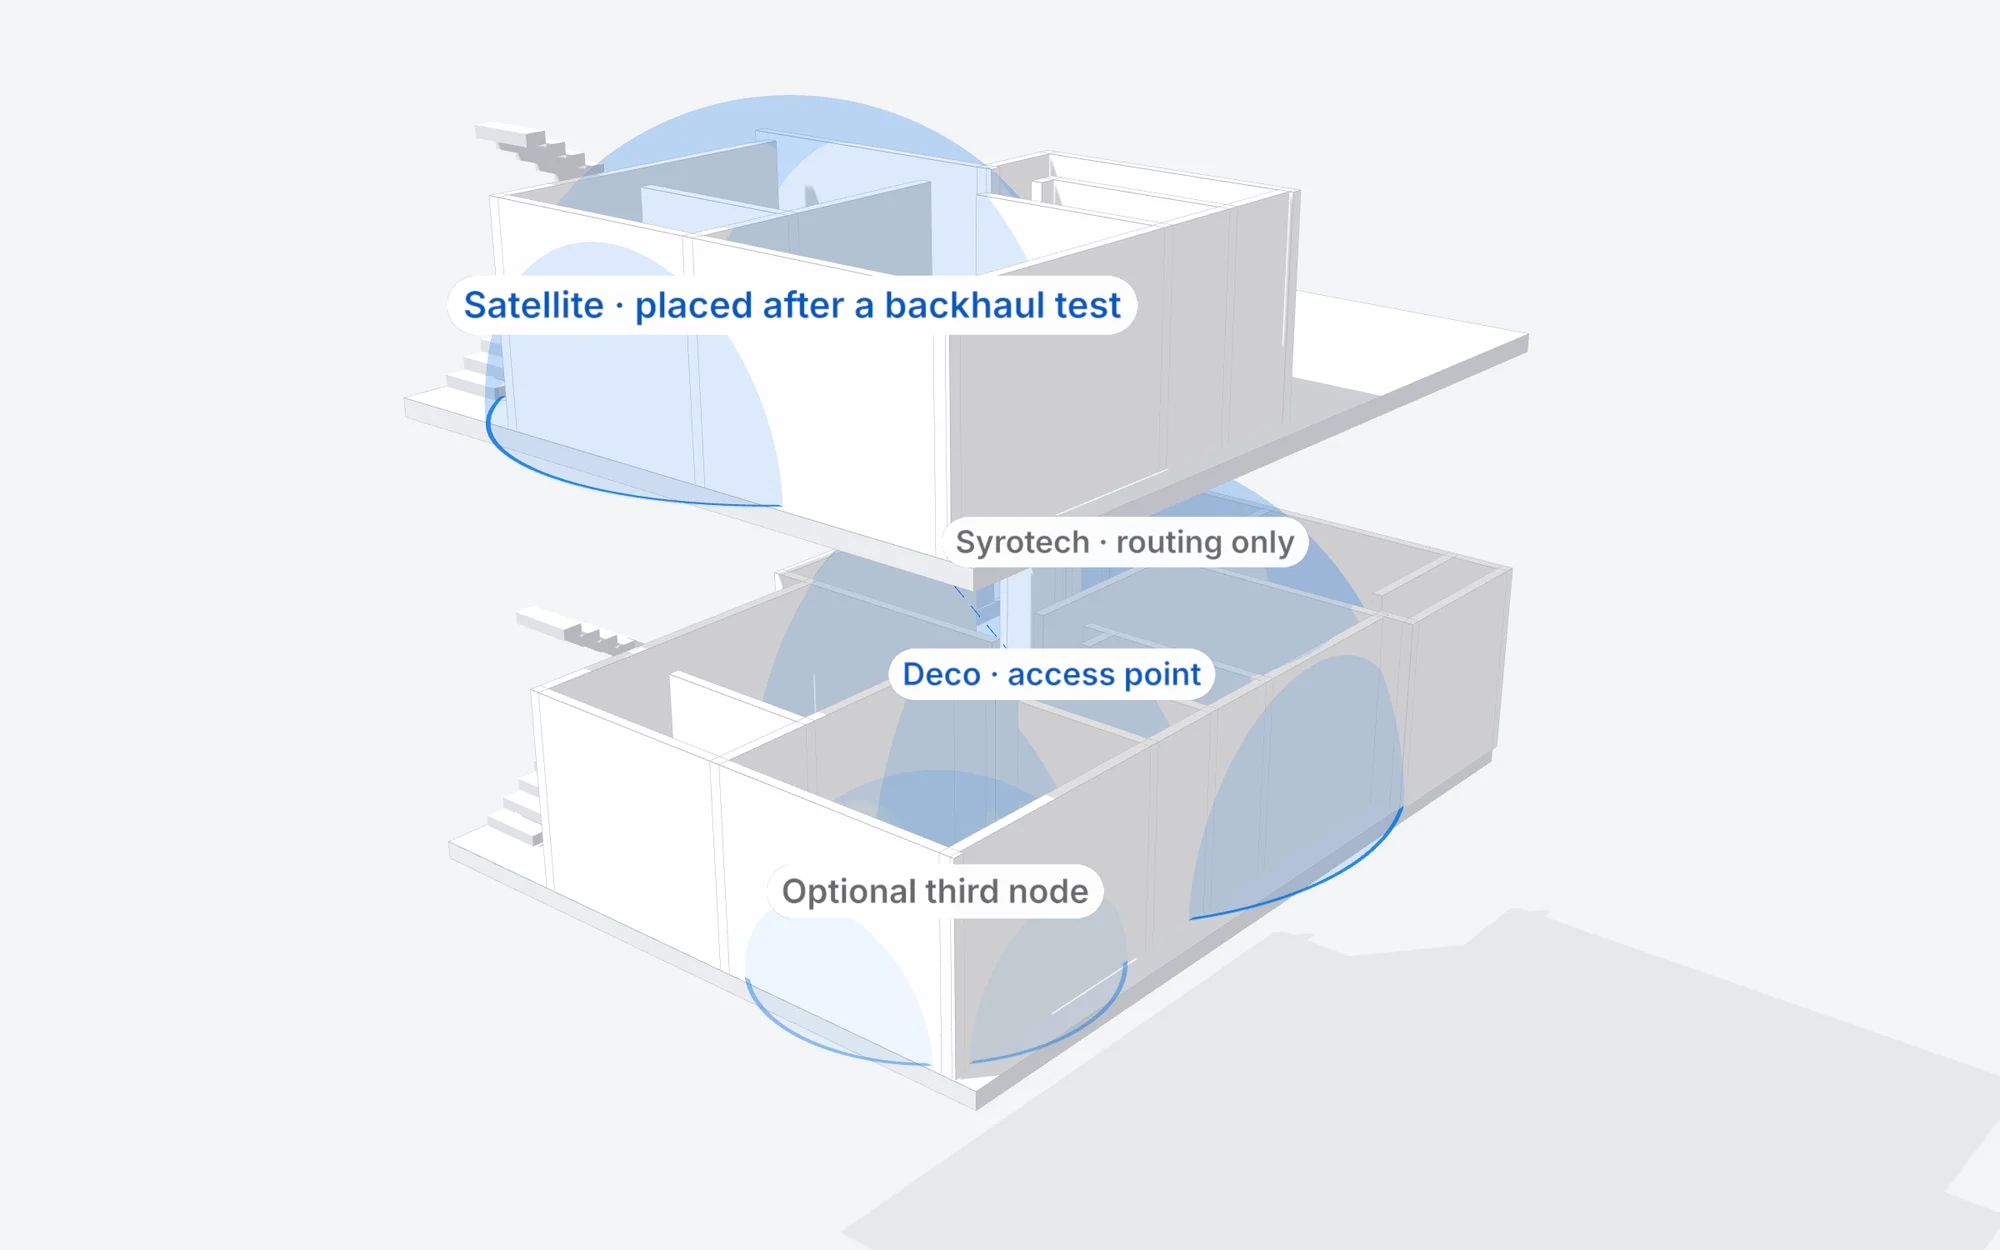 Satellite · placed after a backhaul test
Syrotech · routing only
Deco · access point
Optional third node